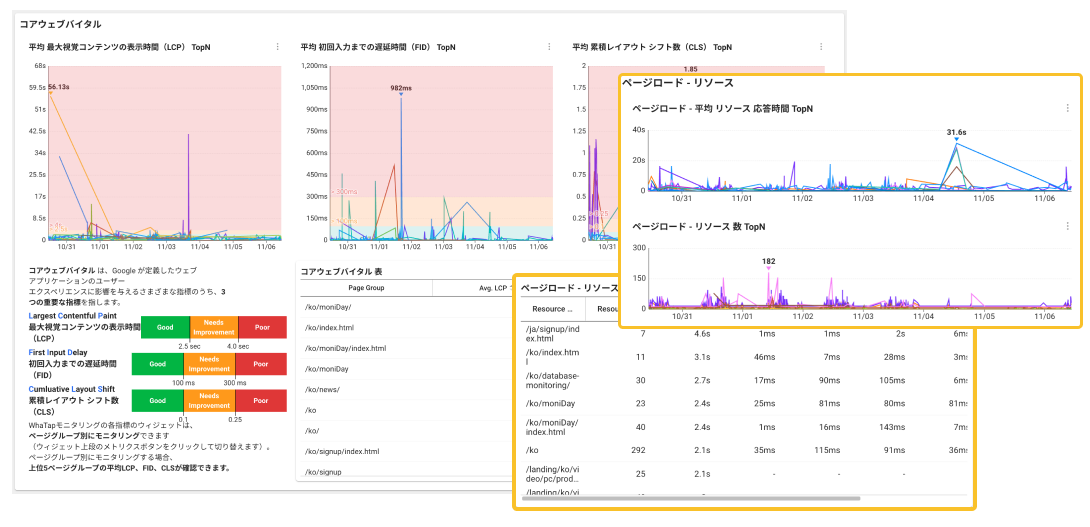 コアウェブバイタル
平均 最大視覚コンテンツの表示時間（LCP） TopN
68s
59.5s
51s
42.5s
34s
25.5s
17s
8.5s
0s
56.13s
10/31
11/01
11/02
11/03
11/04
11/05
11/06
平均 初回入力までの遅延時間（FID） TopN
1,200ms
1,050ms
900ms
750ms
600ms
450ms
300ms
150ms
0ms
982ms
300ms
10/31
11/01
11/02
11/03
11/04
11/05
11/06
平均 累積レイアウト シフト数（CLS） TopN
2
1.75
1.5
1.25
1
0.75
0.5
0.25
0
1.85
10/31
コアウェブバイタル は、Google が定義したウェブ
アプリケーションのユーザー
エクスペリエンスに影響を与えるさまざまな指標のうち、3
つの重要な指標を指します。
Largest Contentful Paint
最大視覚コンテンツの表示時間
（LCP）
Good
Needs Improvement
Poor
2.5 sec
4.0 sec
First Input Delay
初回入力までの遅延時間
（FID）
Good
Needs Improvement
Poor
100 ms
300 ms
Cumluative Layout Shift
累積レイアウト シフト数
（CLS）
Good
Needs Improvement
Poor
0.1
0.25
WhaTapモニタリングの各指標のウィジェットは、
ページグループ別にモニタリングできます
（ウィジェット上段のメトリクスボタンをクリックして切り替えます）。
ページグループ別にモニタリングする場合、
上位5ページグループの平均LCP、FID、CLSが確認できます。
コアウェブバイタル 表
Page Group
Avg. LCP
/ko/moniDay/
/ko/index.html
/ko/moniDay/index.html
/ko/moniDay
/ko/news/
/ko
/ko/
/ko/signup/index.html
/ko/signup
ページロード - リソース
ページロード - 平均 リソース 応答時間 TopN
40s
20s
0s
31.6s
10/31
11/01
11/02
11/03
11/04
11/05
11/06
ページロード - リソース 数 TopN
300
150
0
182
10/31
11/01
11/02
11/03
11/04
11/05
11/06
ページロード - リソース
Resource ...
/ja/signup/ind
ex.html
7 4.6s 1ms 1ms 2s 6ms
/ko/index.htm
l
11 3.1s 46ms 7ms 28ms 3ms
/ko/database-
monitoring/
30 2.7s 17ms 90ms 105ms 6ms
/ko/moniDay 23 2.4s 25ms 81ms 80ms 81ms
/ko/moniDay/
index.html
40 2.4s 1ms 16ms 143ms 7ms
/ko 292 2.1s 35ms 115ms 91ms 36ms
/landing/ko/vi
deo/pc/prod...
25 2.1s - - - -
/landing/ko/vi